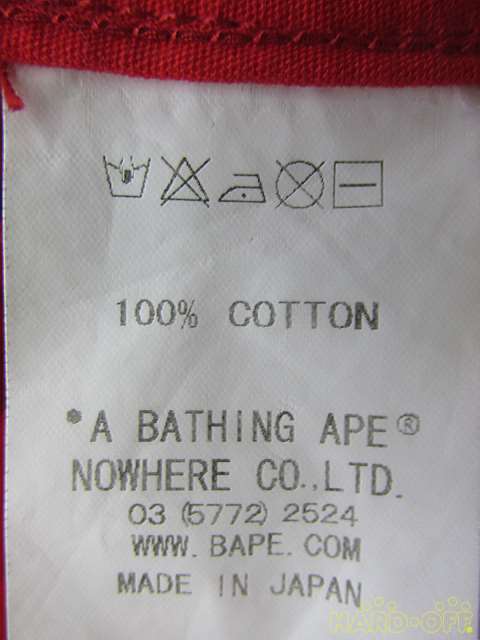 100% COTTON
*A BATHING APE®
NOWHERE CO.,LTD.
03 (5772) 2524
WWW. BAPE. COM
MADE IN JAPAN
HARD·OFF